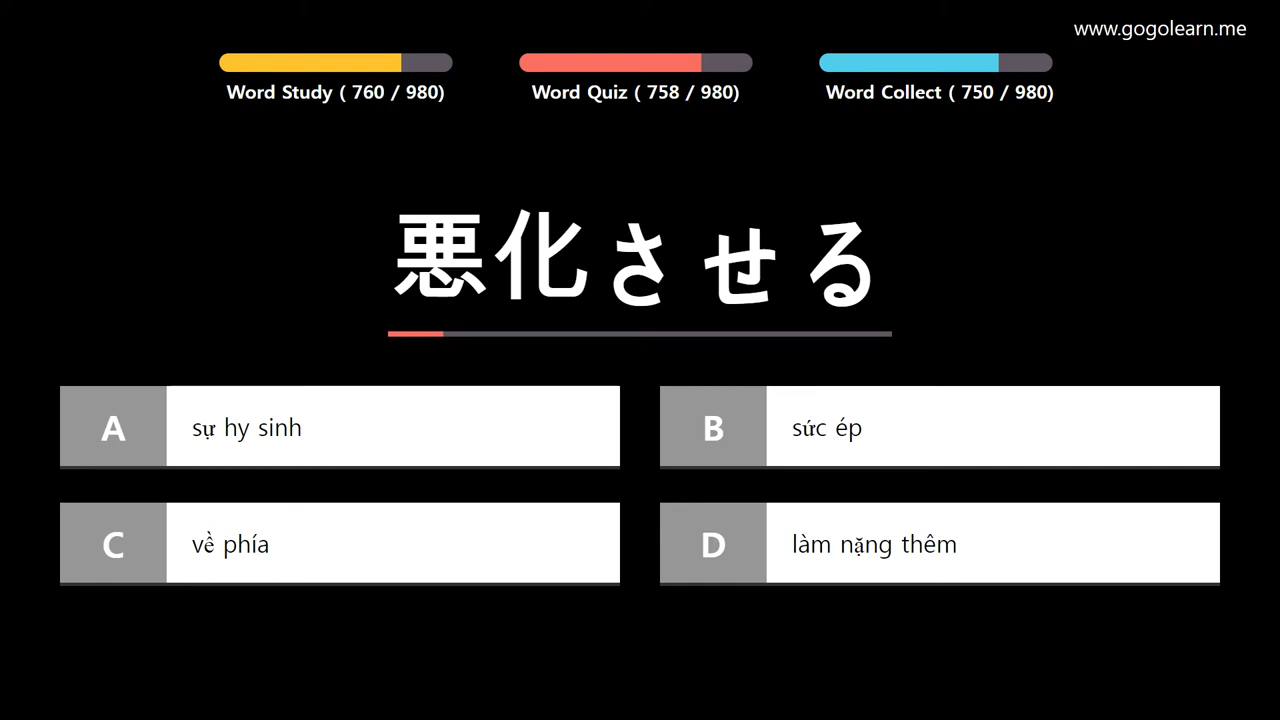 www.gogolearn.me
Word Study ( 760 / 980)
Word Quiz ( 758 / 980)
Word Collect ( 750 / 980)
悪化させる
A sự hy sinh
B sức ép
C về phía
D làm nặng thêm